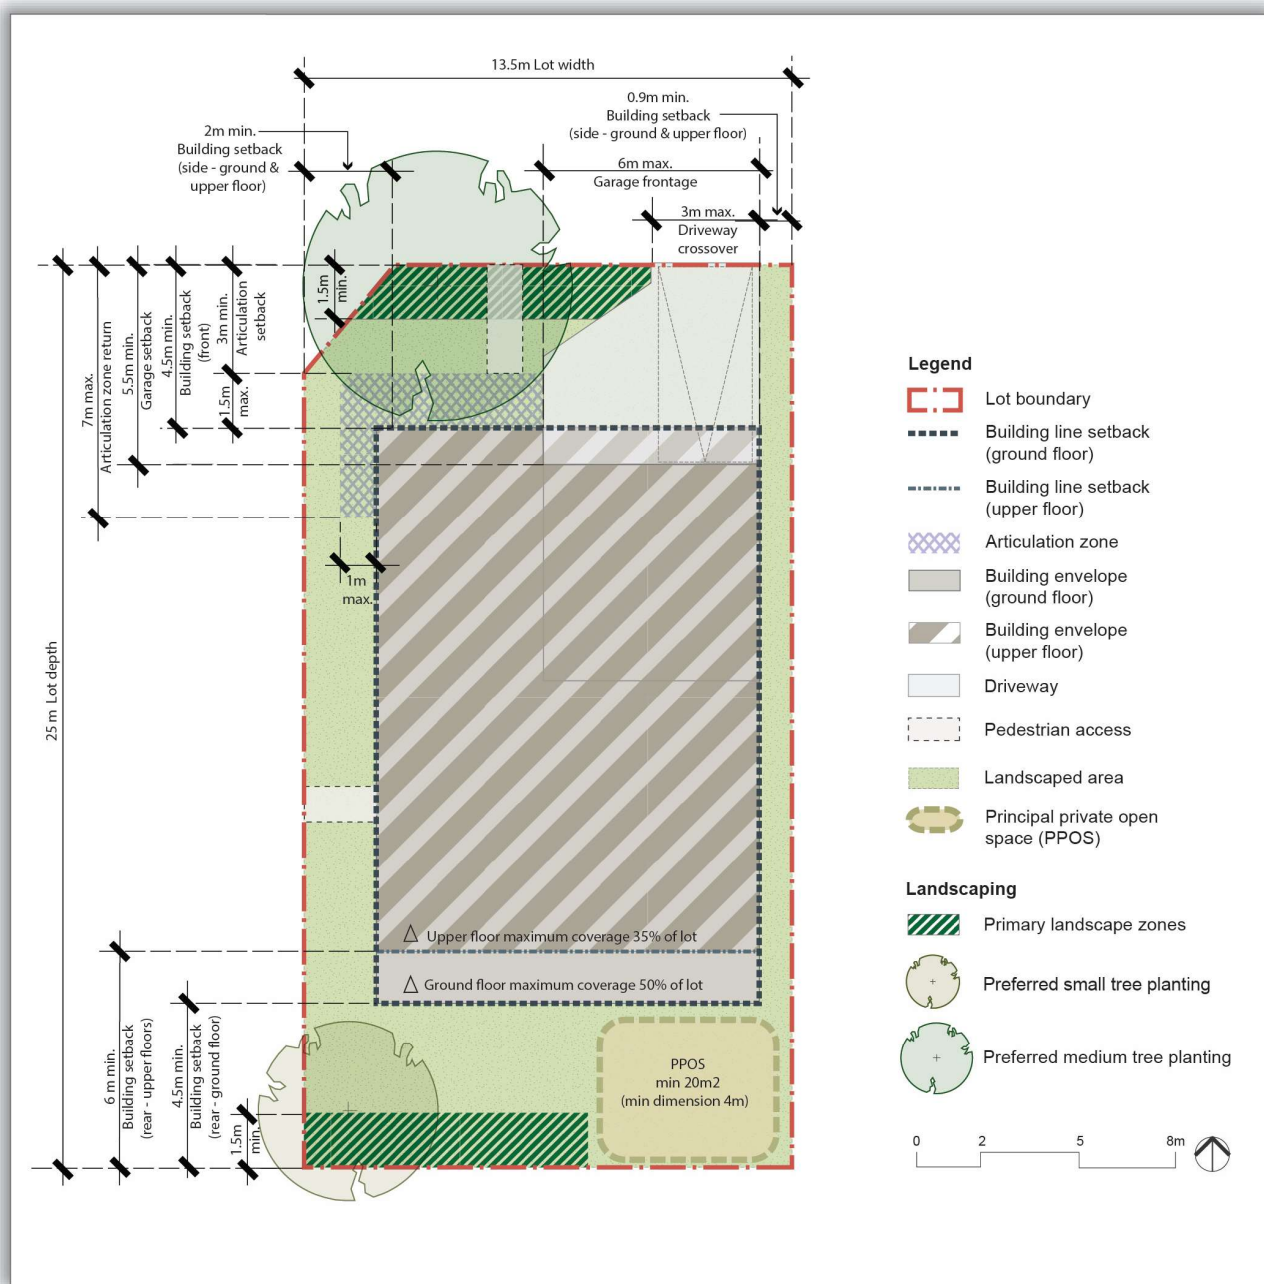 13.5m Lot width
0.9m min.
Building setback
(side - ground & upper floor)
2m min.
Building setback
(side - ground &
upper floor)
6m max.
Garage frontage
3m max.
Driveway
crossover
1.5m
min.
3m min.
Articulation
setback
4.5m min.
Building setback
(front)
5.5m min.
Garage setback
7m max.
Articulation zone return
1.5m
max.
1m
max.
25 m Lot depth
Upper floor maximum coverage 35% of lot
Ground floor maximum coverage 50% of lot
6 m min.
Building setback
(rear - upper floors)
4.5m min.
Building setback
(rear - ground floor)
1.5m
min.
PPOS
min 20m2
(min dimension 4m)
Legend
Lot boundary
Building line setback
(ground floor)
Building line setback
(upper floor)
Articulation zone
Building envelope
(ground floor)
Building envelope
(upper floor)
Driveway
Pedestrian access
Landscaped area
Principal private open
space (PPOS)
Landscaping
Primary landscape zones
Preferred small tree planting
Preferred medium tree planting
0 2 5 8m